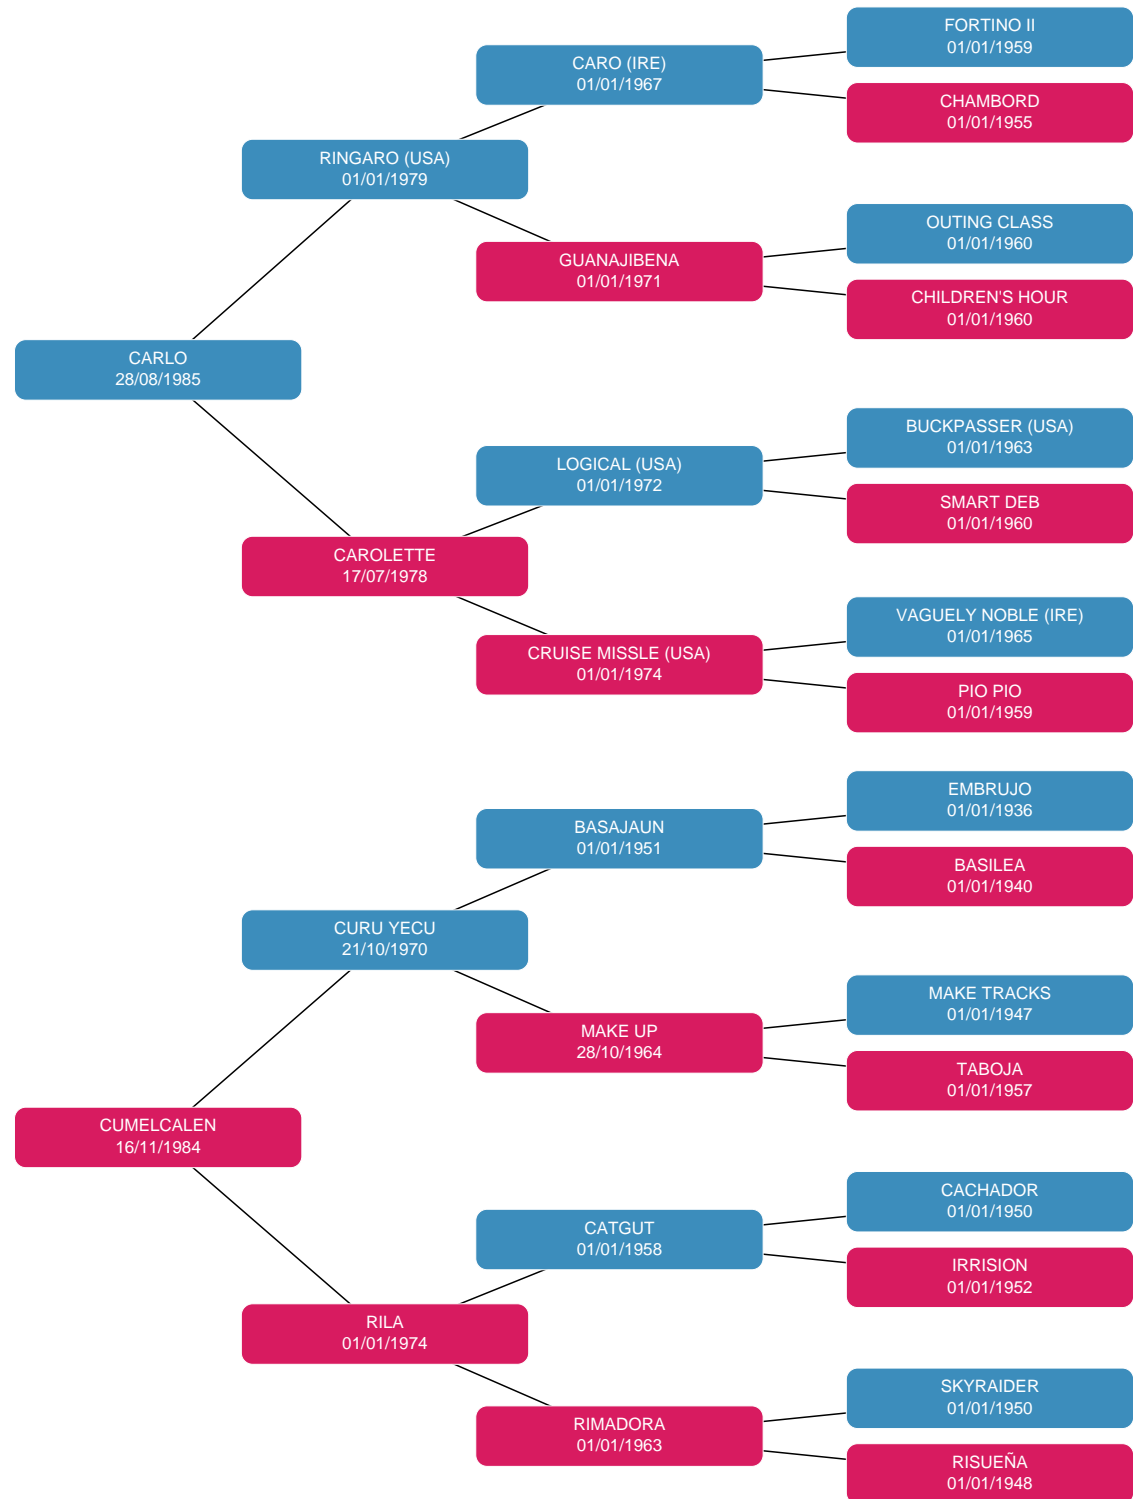 FORTINO II
01/01/1959
CARO (IRE)
01/01/1967
CHAMBORD
01/01/1955
RINGARO (USA)
01/01/1979
OUTING CLASS
01/01/1960
GUANAJIBENA
01/01/1971
CHILDREN'S HOUR
01/01/1960
CARLO
28/08/1985
BUCKPASSER (USA)
01/01/1963
LOGICAL (USA)
01/01/1972
SMART DEB
01/01/1960
CAROLETTE
17/07/1978
VAGUELY NOBLE (IRE)
01/01/1965
CRUISE MISSLE (USA)
01/01/1974
PIO PIO
01/01/1959
EMBRUJO
01/01/1936
BASAJAUN
01/01/1951
BASILEA
01/01/1940
CURU YECU
21/10/1970
MAKE TRACKS
01/01/1947
MAKE UP
28/10/1964
TABOJA
01/01/1957
CUMELCALEN
16/11/1984
CACHADOR
01/01/1950
CATGUT
01/01/1958
IRRISION
01/01/1952
RILA
01/01/1974
SKYRAIDER
01/01/1950
RIMADORA
01/01/1963
RISUEÑA
01/01/1948